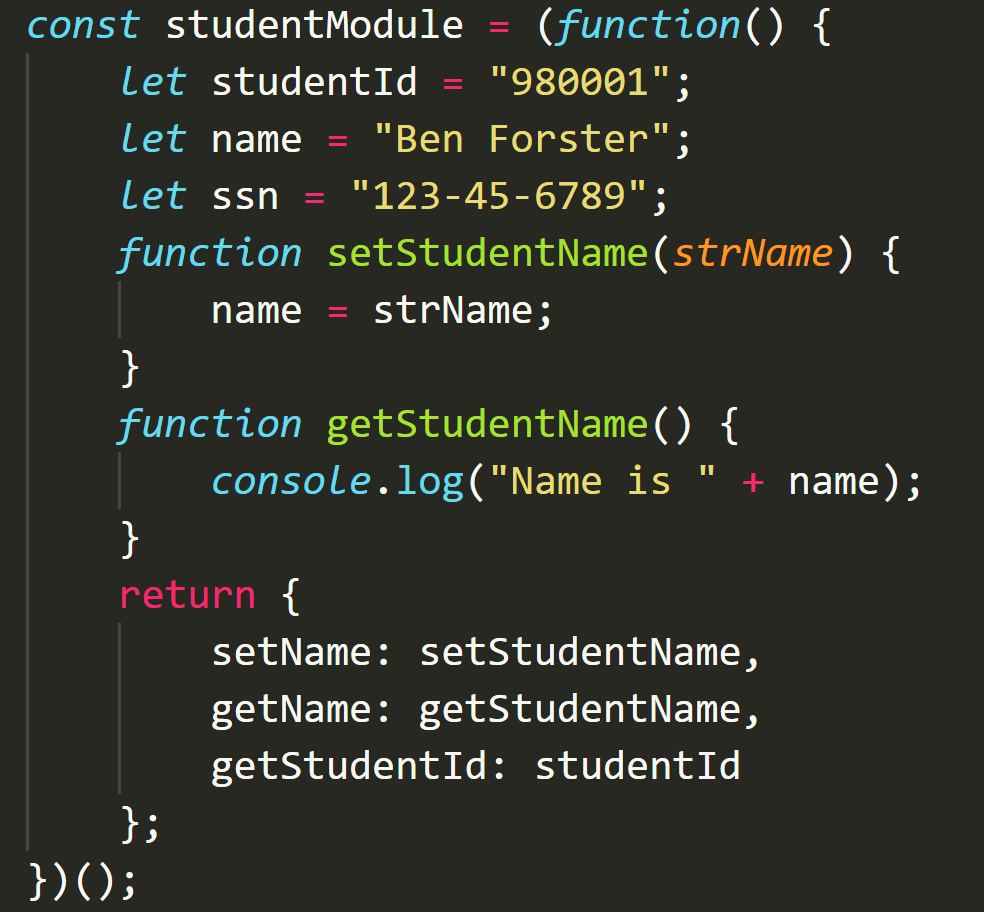 const studentModule = (function() {
    let studentId = "980001";
    let name = "Ben Forster";
    let ssn = "123-45-6789";
    function setStudentName(strName) {
        name = strName;
    }
    function getStudentName() {
        console.log("Name is " + name);
    }
    return {
        setName: setStudentName,
        getName: getStudentName,
        getStudentId: studentId
    };
})();